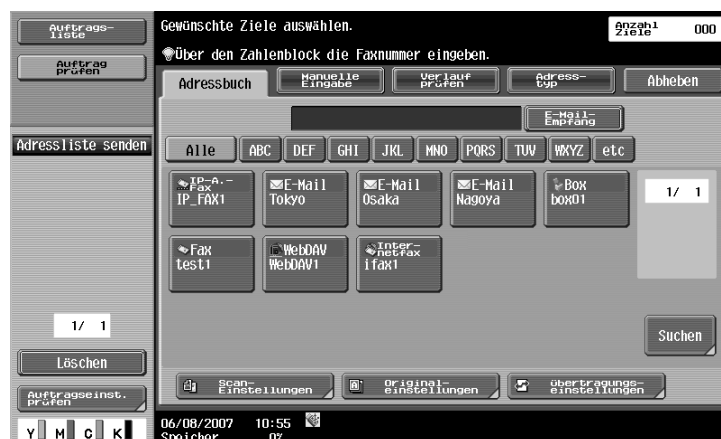 Auftrags-
liste
Auftrag
prüfen
Adressliste senden
1/ 1
Löschen
Auftragseinst.
prüfen
Y M C K
Gewünschte Ziele auswählen.
Über den Zahlenblock die Faxnummer eingeben.
Anzahl
Ziele 000
Adressbuch
Manuelle
Eingabe
Verlauf
prüfen
Adress-
typ
Abheben
E-Mail-
Empfang
Alle ABC DEF GHI JKL MNO PQRS TUV WXYZ etc
IP-A.-
Fax
IP_FAX1
E-Mail
Tokyo
E-Mail
Osaka
E-Mail
Nagoya
Box
box01
1/ 1
Fax
test1
WebDAV
WebDAV1
Inter-
netfax
ifax1
Suchen
Scan-
Einstellungen
Original-
einstellungen
übertragungs-
einstellungen
06/08/2007 10:55
Speicher 0%